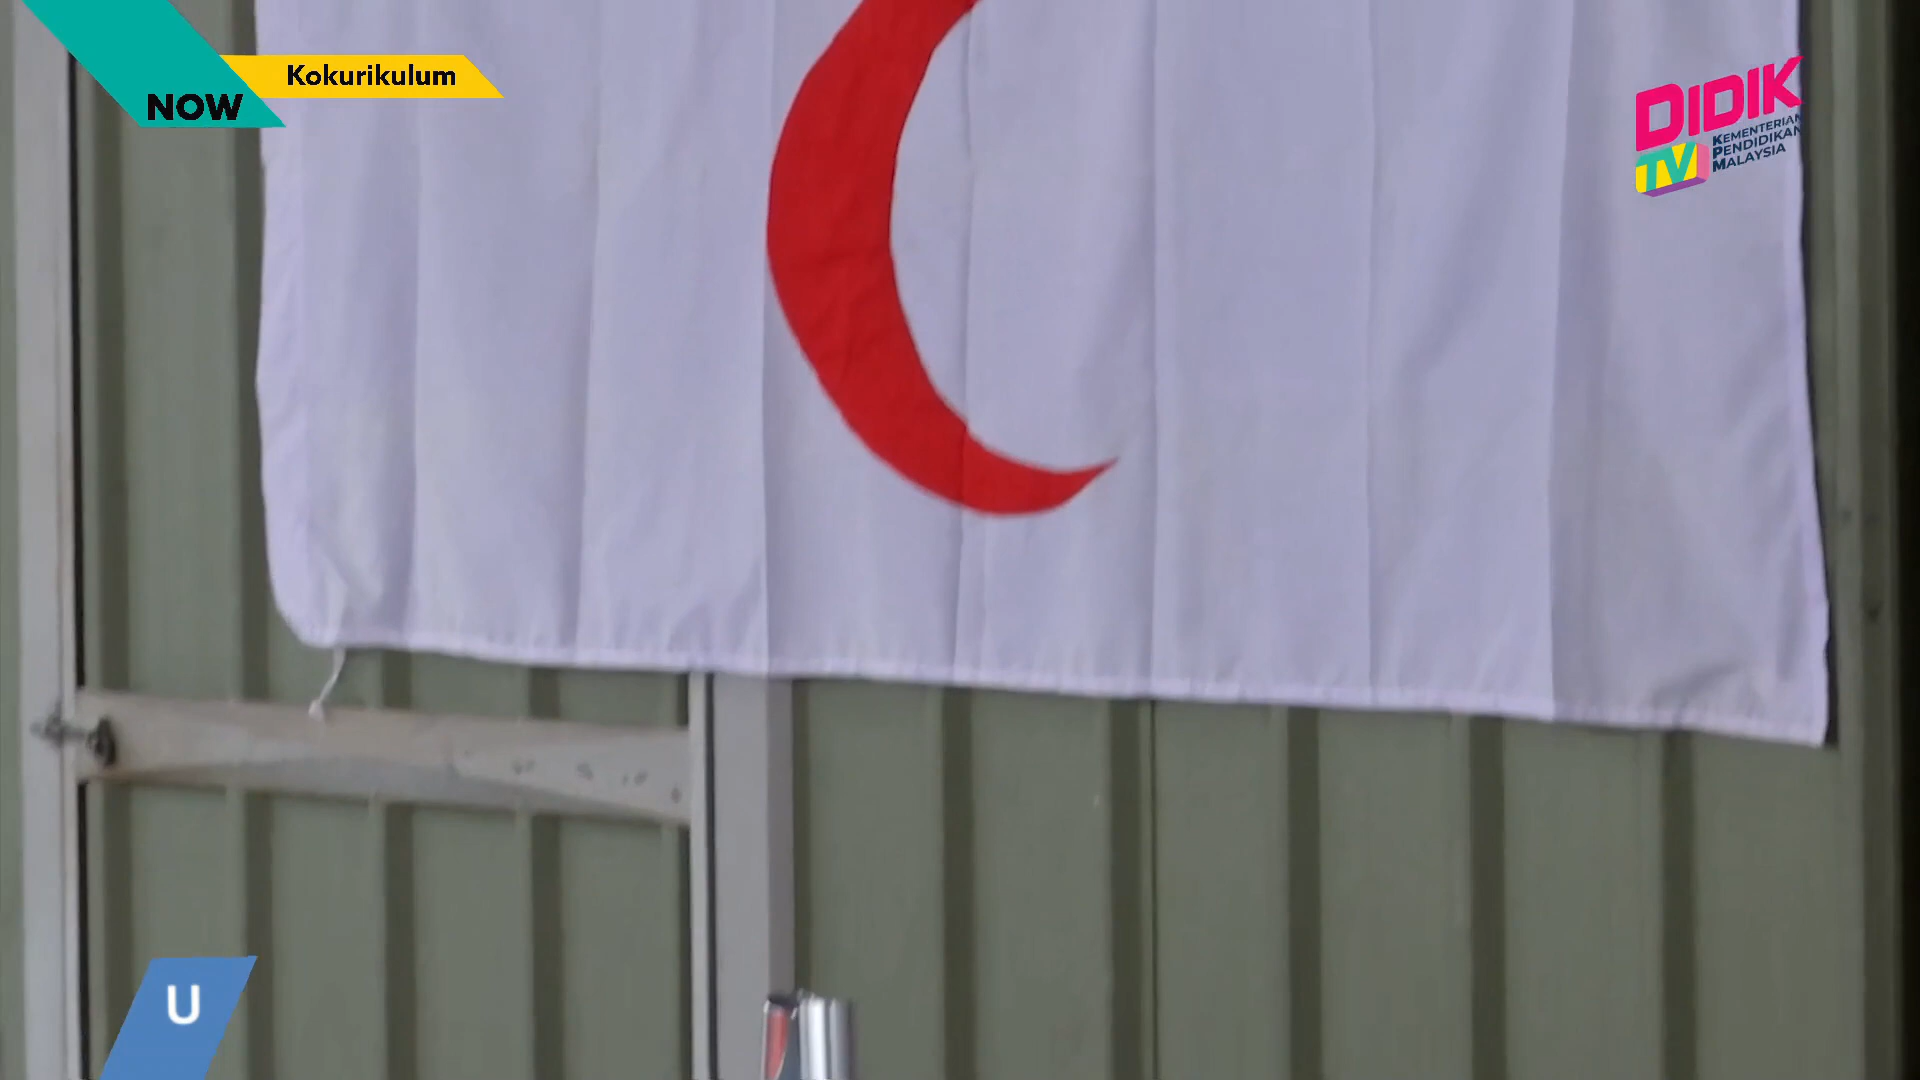 Kokurikulum
NOW
DIDIK
TV
KEMENTERIAN
PENDIDIKAN
MALAYSIA
U